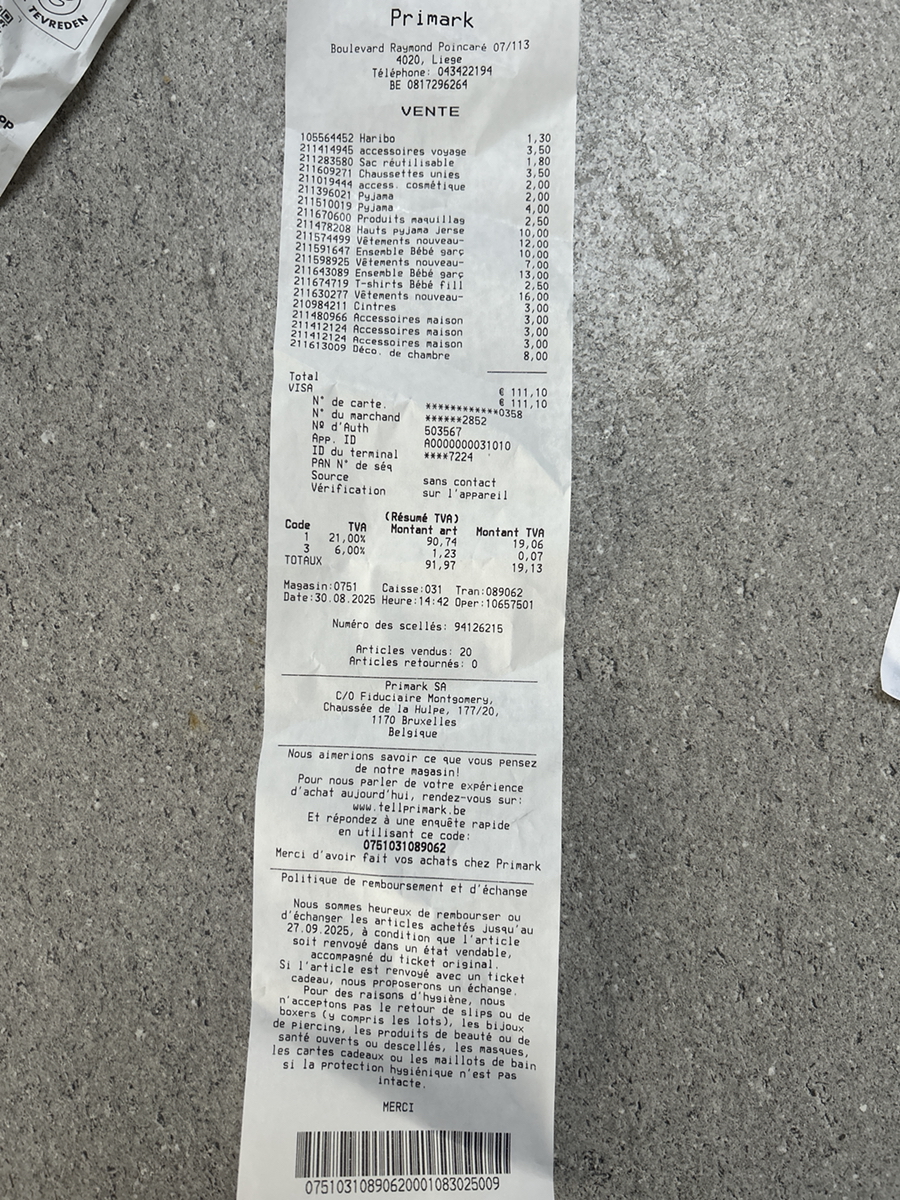 TEVREDEN
Primark
Boulevard Raymond Poincaré 07/113
4020, Liege
Téléphone: 043422194
BE 0817296264
VENTE
105564452 Haribo 1,30
211414945 accessoires voyage 3,50
211283580 Sac réutilisable 1,80
211609271 Chaussettes unies 3,50
211019444 access. cosmétique 2,00
211396021 Pyjama 2,00
211510019 Pyjama 4,00
211670600 Produits maquillag 2,50
211478208 Hauts pyjama Jerse 10,00
211574499 Vêtements nouveau- 12,00
211591647 Ensemble Bébé garç 10,00
211598925 Vêtements nouveau- 7,00
211643089 Ensemble Bébé garç 13,00
211674719 T-shirts Bébé fill 2,50
211630277 Vêtements nouveau- 16,00
210984211 Cintres 3,00
211480966 Accessoires maison 3,00
211412124 Accessoires maison 3,00
211412124 Accessoires maison 3,00
211613009 Déco. de chambre 8,00
Total € 111,10
VISA € 111,10
N° de carte. ************0358
N° du marchand ******2852
Nº d'Auth 503567
App. ID A0000000031010
ID du terminal ****7224
PAN N° de séq
Source sans contact
Vérification sur l'appareil
(Résumé TVA)
Code TVA Montant art Montant TVA
1 21,00% 90,74 19,06
3 6,00% 1,23 0,07
TOTAUX 91,97 19,13
Magasin:0751 Caisse:031 Tran:089062
Date:30.08.2025 Heure:14:42 Oper:10657501
Numéro des scellés: 94126215
Articles vendus: 20
Articles retournés: 0
Primark SA
C/O Fiduciaire Montgomery,
Chaussée de la Hulpe, 177/20,
1170 Bruxelles
Belgique
Nous aimerions savoir ce que vous pensez
de notre magasin!
Pour nous parler de votre expérience
d'achat aujourd'hui, rendez-vous sur:
www.tellprimark.be
Et répondez à une enquête rapide
en utilisant ce code:
0751031089062
Merci d'avoir fait vos achats chez Primark
Politique de remboursement et d'échange
Nous sommes heureux de rembourser ou
d'échanger les articles achetés jusqu'au
27.09.2025, à condition que l'article
soit renvoyé dans un état vendable,
accompagné du ticket original.
Si l'article est renvoyé avec un ticket
cadeau, nous proposerons un échange.
Pour des raisons d'hygiène, nous
n'acceptons pas le retour de slips ou de
boxers (y compris les lots), les bijoux
de piercing, les produits de beauté ou de
santé ouverts ou descellés, les masques,
les cartes cadeaux ou les maillots de bain
si la protection hygiénique n'est pas
intacte.
MERCI
07510310890620001083025009